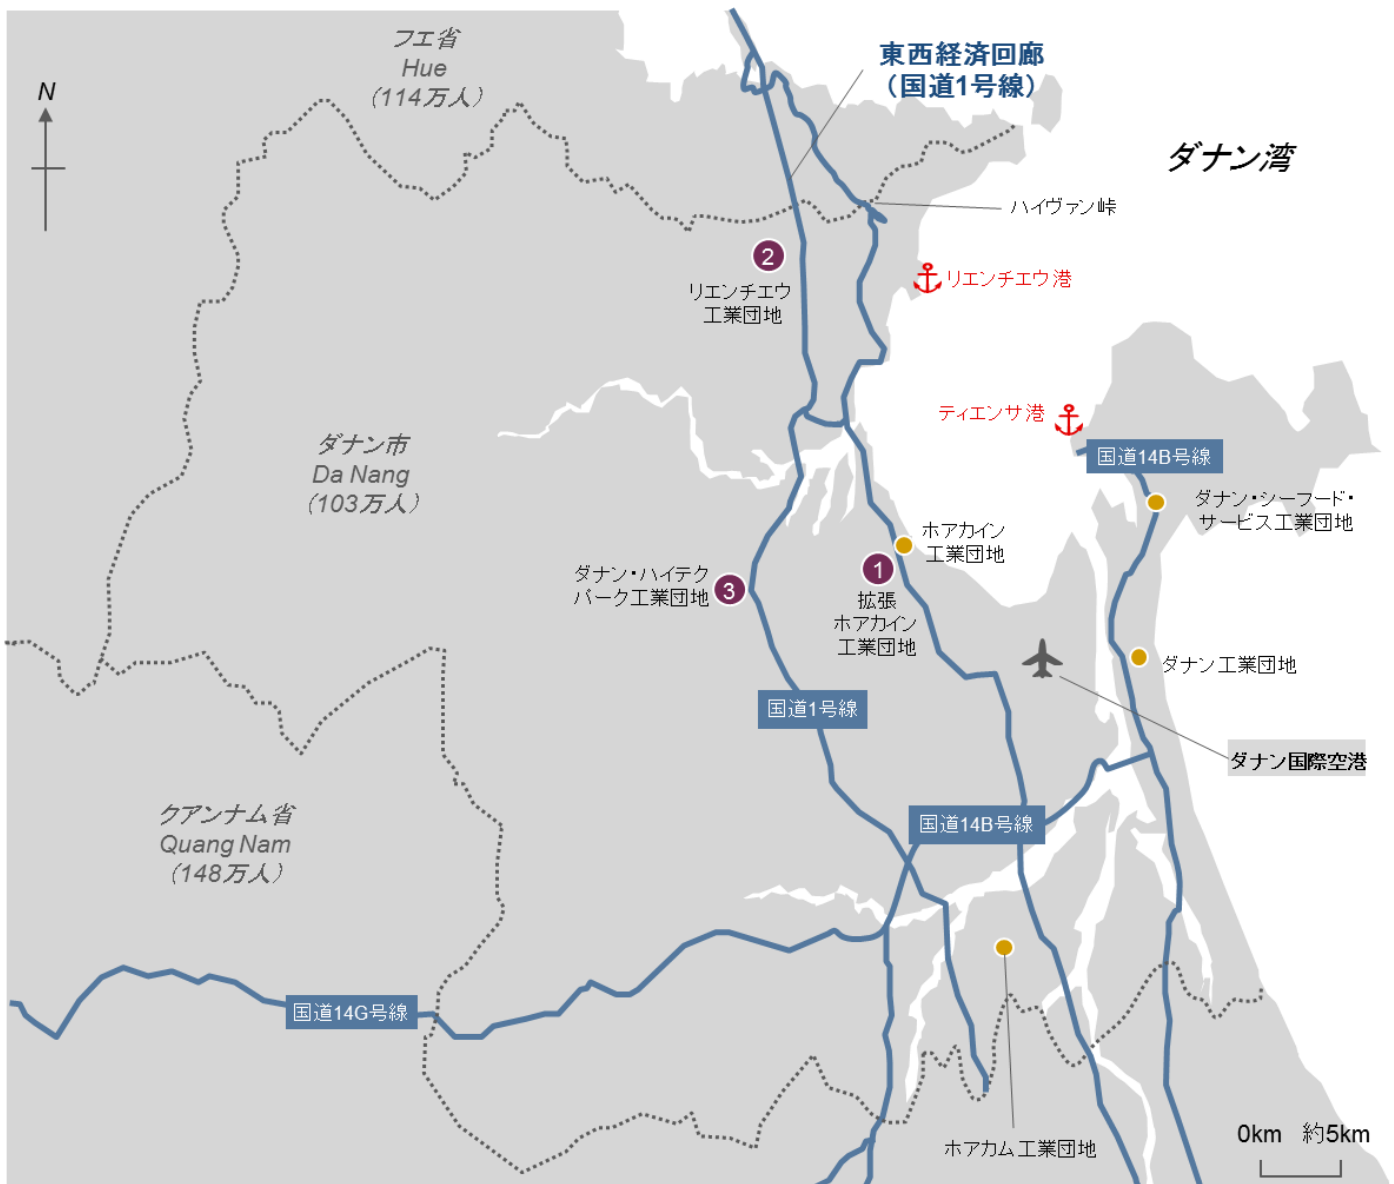 フエ省
Hue
（114万人）
東西経済回廊
（国道1号線）
N
ダナン湾
ハイヴァン峠
2
リエンチエウ
工業団地
リエンチエウ港
ティエンサ港
ダナン市
Da Nang
（103万人）
国道14B号線
ダナン・シーフード・
サービス工業団地
ホアカイン
工業団地
ダナン・ハイテク
パーク工業団地
3
1
拡張
ホアカイン
工業団地
ダナン工業団地
国道1号線
ダナン国際空港
クアンナム省
Quang Nam
（148万人）
国道14B号線
国道14G号線
ホアカム工業団地
0km 約5km